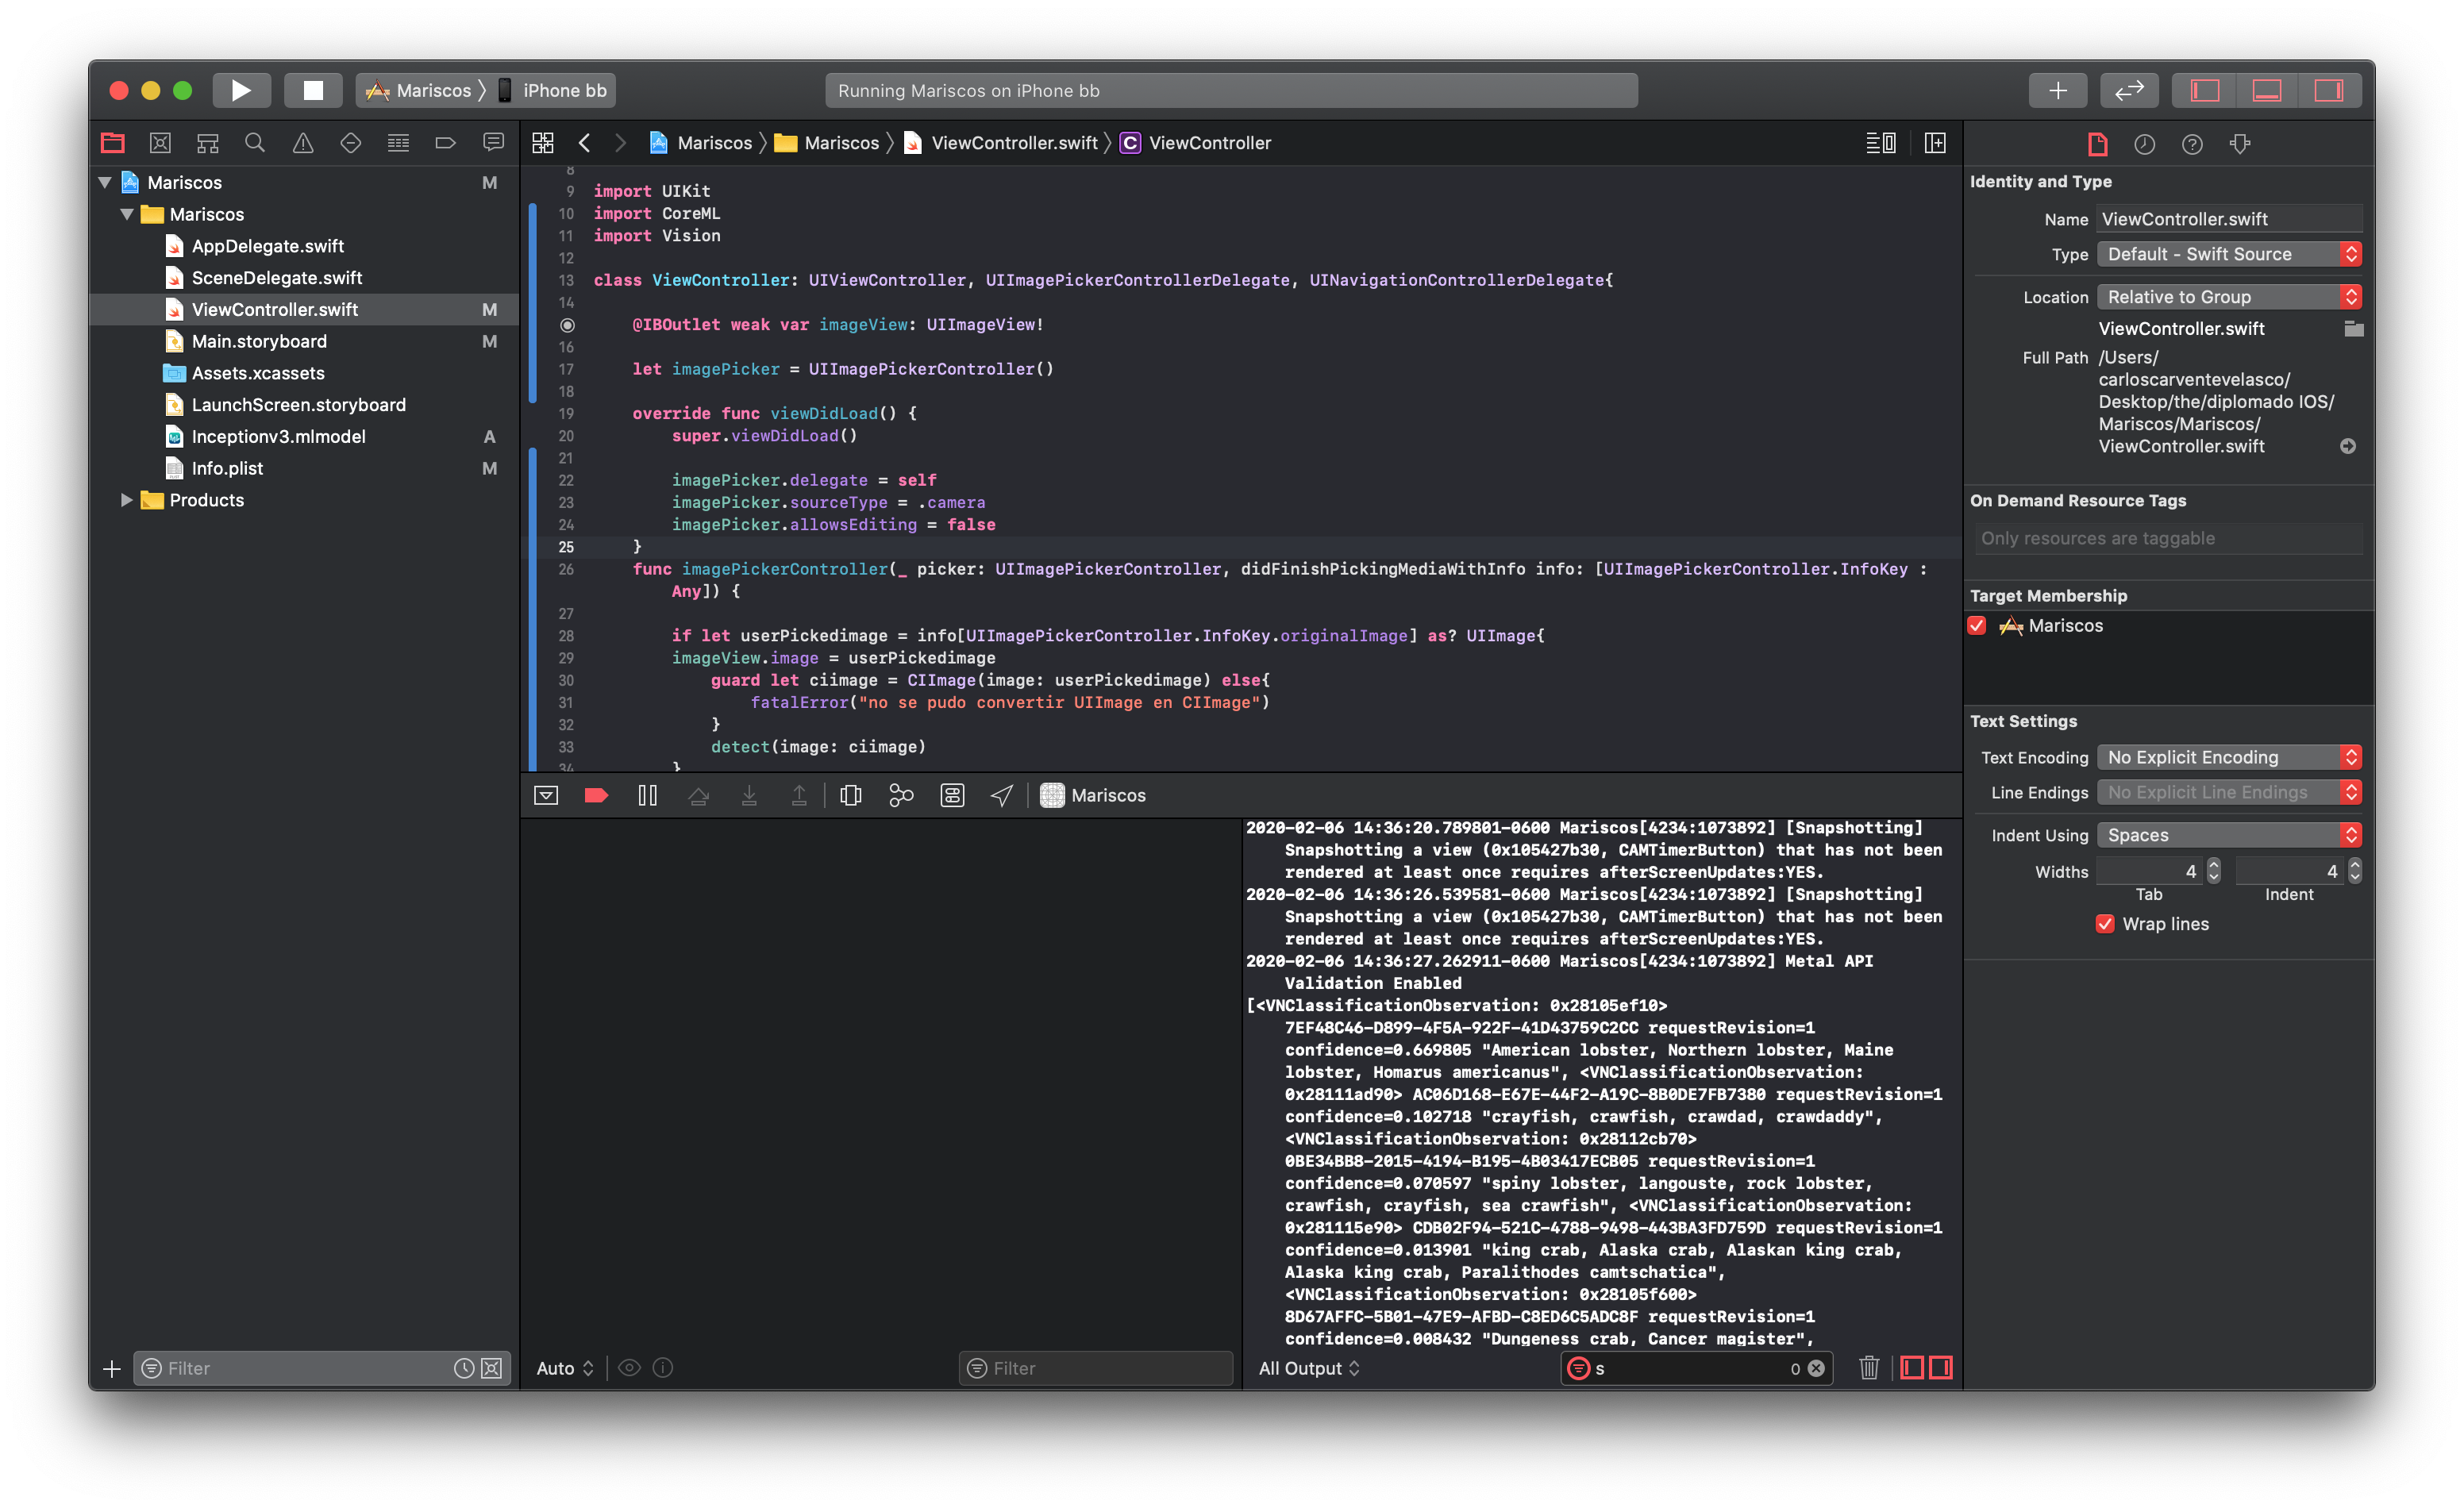 Mariscos 〉 iPhone bb
Running Mariscos on iPhone bb
Mariscos M
Mariscos
AppDelegate.swift
SceneDelegate.swift
ViewController.swift M
Main.storyboard M
Assets.xcassets
LaunchScreen.storyboard
Inceptionv3.mlmodel A
Info.plist M
Products
Filter
Mariscos 〉 Mariscos 〉 ViewController.swift 〉 C ViewController
8
9 import UIKit
10 import CoreML
11 import Vision
12
13 class ViewController: UIViewController, UIImagePickerControllerDelegate, UINavigationControllerDelegate{
14
@IBOutlet weak var imageView: UIImageView!
16
17 let imagePicker = UIImagePickerController()
18
19 override func viewDidLoad() {
20 super.viewDidLoad()
21
22 imagePicker.delegate = self
23 imagePicker.sourceType = .camera
24 imagePicker.allowsEditing = false
25 }
26 func imagePickerController(_ picker: UIImagePickerController, didFinishPickingMediaWithInfo info: [UIImagePickerController.InfoKey :
Any]) {
27
28 if let userPickedimage = info[UIImagePickerController.InfoKey.originalImage] as? UIImage{
29 imageView.image = userPickedimage
30 guard let ciimage = CIImage(image: userPickedimage) else{
31 fatalError("no se pudo convertir UIImage en CIImage")
32 }
33 detect(image: ciimage)
34 }
Mariscos
Auto
Filter
2020-02-06 14:36:20.789801-0600 Mariscos[4234:1073892] [Snapshotting]
Snapshotting a view (0x105427b30, CAMTimerButton) that has not been
rendered at least once requires afterScreenUpdates:YES.
2020-02-06 14:36:26.539581-0600 Mariscos[4234:1073892] [Snapshotting]
Snapshotting a view (0x105427b30, CAMTimerButton) that has not been
rendered at least once requires afterScreenUpdates:YES.
2020-02-06 14:36:27.262911-0600 Mariscos[4234:1073892] Metal API
Validation Enabled
[<VNClassificationObservation: 0x28105ef10>
7EF48C46-D899-4F5A-922F-41D43759C2CC requestRevision=1
confidence=0.669805 "American lobster, Northern lobster, Maine
lobster, Homarus americanus", <VNClassificationObservation:
0x28111ad90> AC06D168-E67E-44F2-A19C-8B0DE7FB7380 requestRevision=1
confidence=0.102718 "crayfish, crawfish, crawdad, crawdaddy",
<VNClassificationObservation: 0x28112cb70>
0BE34BB8-2015-4194-B195-4B03417ECB05 requestRevision=1
confidence=0.070597 "spiny lobster, langouste, rock lobster,
crawfish, crayfish, sea crawfish", <VNClassificationObservation:
0x281115e90> CDB02F94-521C-4788-9498-443BA3FD759D requestRevision=1
confidence=0.013901 "king crab, Alaska crab, Alaskan king crab,
Alaska king crab, Paralithodes camtschatica",
<VNClassificationObservation: 0x28105f600>
8D67AFFC-5B01-47E9-AFBD-C8ED6C5ADC8F requestRevision=1
confidence=0.008432 "Dungeness crab, Cancer magister",
All Output
s 0
Identity and Type
Name ViewController.swift
Type Default - Swift Source
Location Relative to Group
ViewController.swift
Full Path /Users/
carloscarventevelasco/
Desktop/the/diplomado IOS/
Mariscos/Mariscos/
ViewController.swift
On Demand Resource Tags
Only resources are taggable
Target Membership
Mariscos
Text Settings
Text Encoding No Explicit Encoding
Line Endings No Explicit Line Endings
Indent Using Spaces
Widths 4 4
Tab Indent
Wrap lines